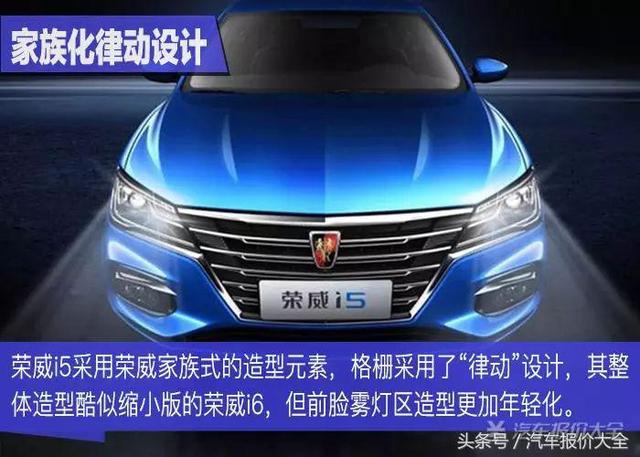 家族化律动设计
荣威i5
荣威i5采用荣威家族式的造型元素，格栅采用了“律动”设计，其整
体造型酷似缩小版的荣威i6，但前脸雾灯区造型更加年轻化。
汽车报价大全
头条号/汽车报价大全